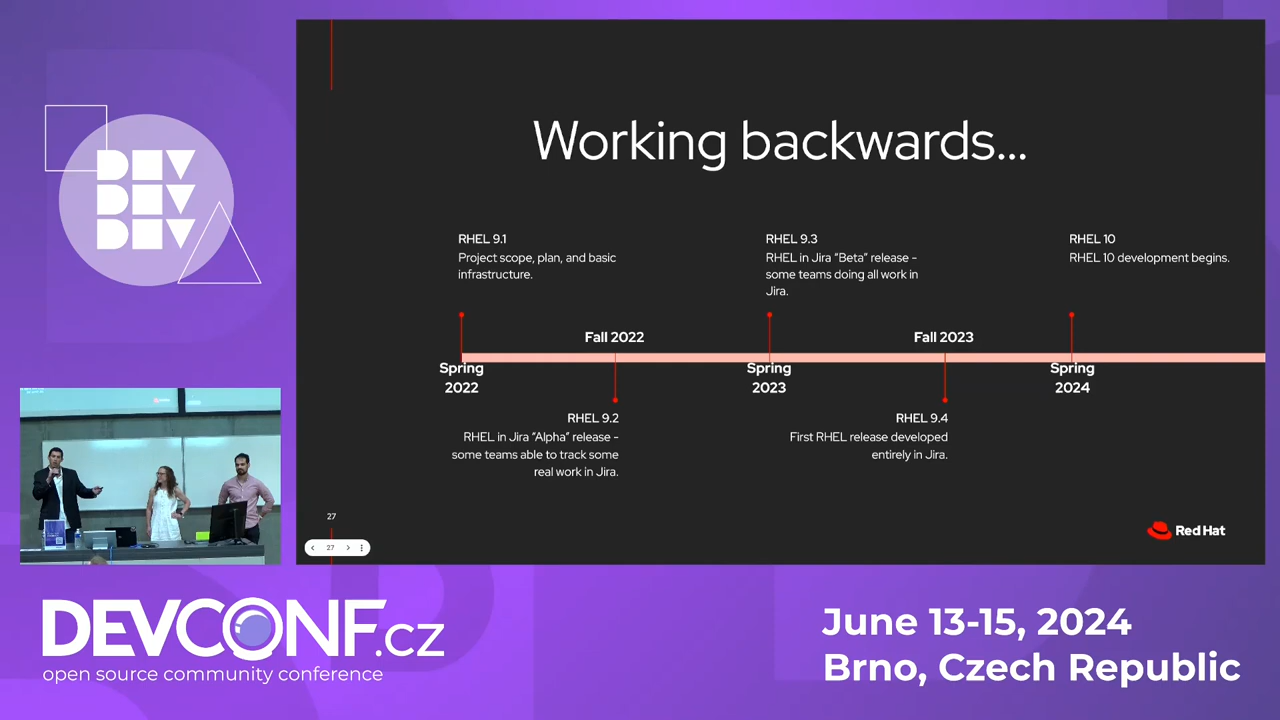 DEV
DEV
DEV
Working backwards...
RHEL 9.1
Project scope, plan, and basic
infrastructure.
RHEL 9.3
RHEL in Jira “Beta” release -
some teams doing all work in
Jira.
RHEL 10
RHEL 10 development begins.
Fall 2022
Fall 2023
Spring
2022
Spring
2023
Spring
2024
RHEL 9.2
RHEL in Jira “Alpha” release -
some teams able to track some
real work in Jira.
RHEL 9.4
First RHEL release developed
entirely in Jira.
27
27
Red Hat
DEVCONF.cz
open source community conference
June 13-15, 2024
Brno, Czech Republic